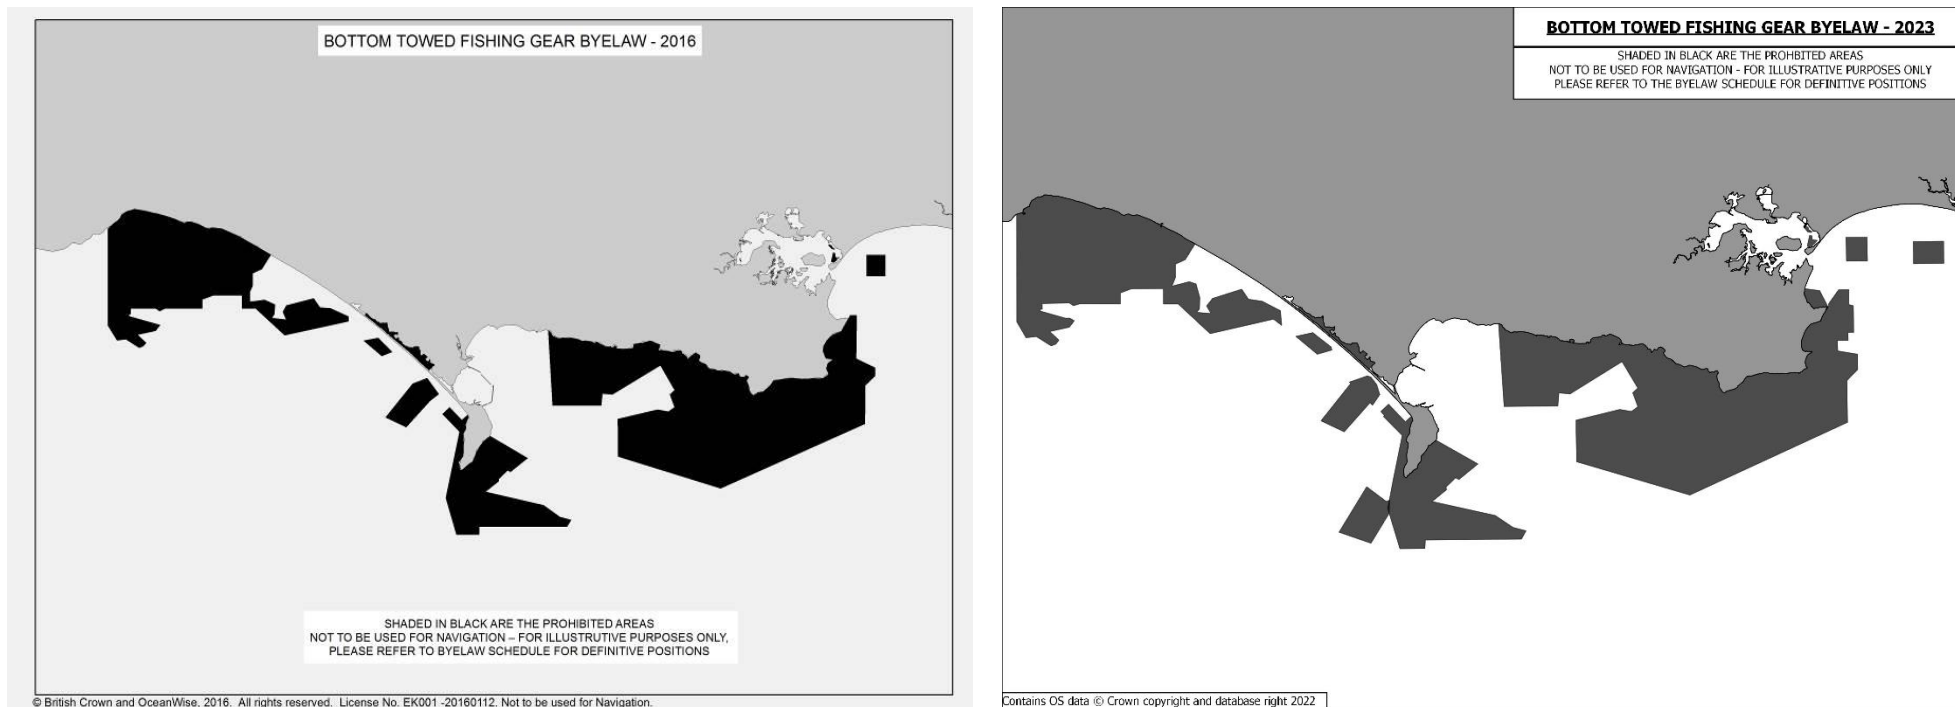 BOTTOM TOWED FISHING GEAR BYELAW - 2016
SHADED IN BLACK ARE THE PROHIBITED AREAS
NOT TO BE USED FOR NAVIGATION – FOR ILLUSTRUTIVE PURPOSES ONLY,
PLEASE REFER TO BYELAW SCHEDULE FOR DEFINITIVE POSITIONS
© British Crown and OceanWise, 2016. All rights reserved. License No. EK001 -20160112. Not to be used for Navigation.
BOTTOM TOWED FISHING GEAR BYELAW - 2023
SHADED IN BLACK ARE THE PROHBITED AREAS
NOT TO BE USED FOR NAVIGATION - FOR ILLUSTRATIVE PURPOSES ONLY
PLEASE REFER TO THE BYELAW SCHEDULE FOR DEFINITIVE POSITIONS
Contains OS data © Crown copyright and database right 2022